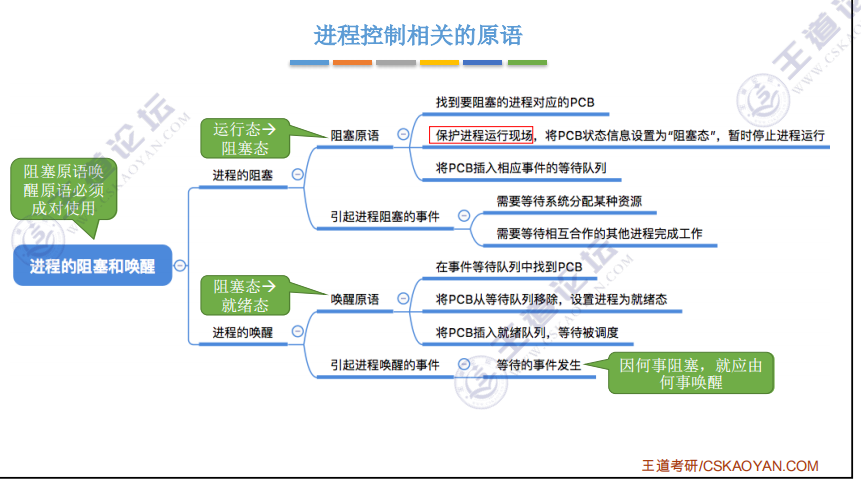 进程控制相关的原语
找到要阻塞的进程对应的PCB
运行态→
阻塞态
阻塞原语
保护进程运行现场，将PCB状态信息设置为“阻塞态”，暂时停止进程运行
进程的阻塞
将PCB插入相应事件的等待队列
阻塞原语唤
醒原语必须
成对使用
需要等待系统分配某种资源
引起进程阻塞的事件
需要等待相互合作的其他进程完成工作
进程的阻塞和唤醒
在事件等待队列中找到PCB
阻塞态→
就绪态
唤醒原语
将PCB从等待队列移除，设置进程为就绪态
进程的唤醒
将PCB插入就绪队列，等待被调度
引起进程唤醒的事件
等待的事件发生
因何事阻塞，就应由
何事唤醒
王道考研/CSKAOYAN.COM
王道论坛
WWW.CSKAOYAN.COM